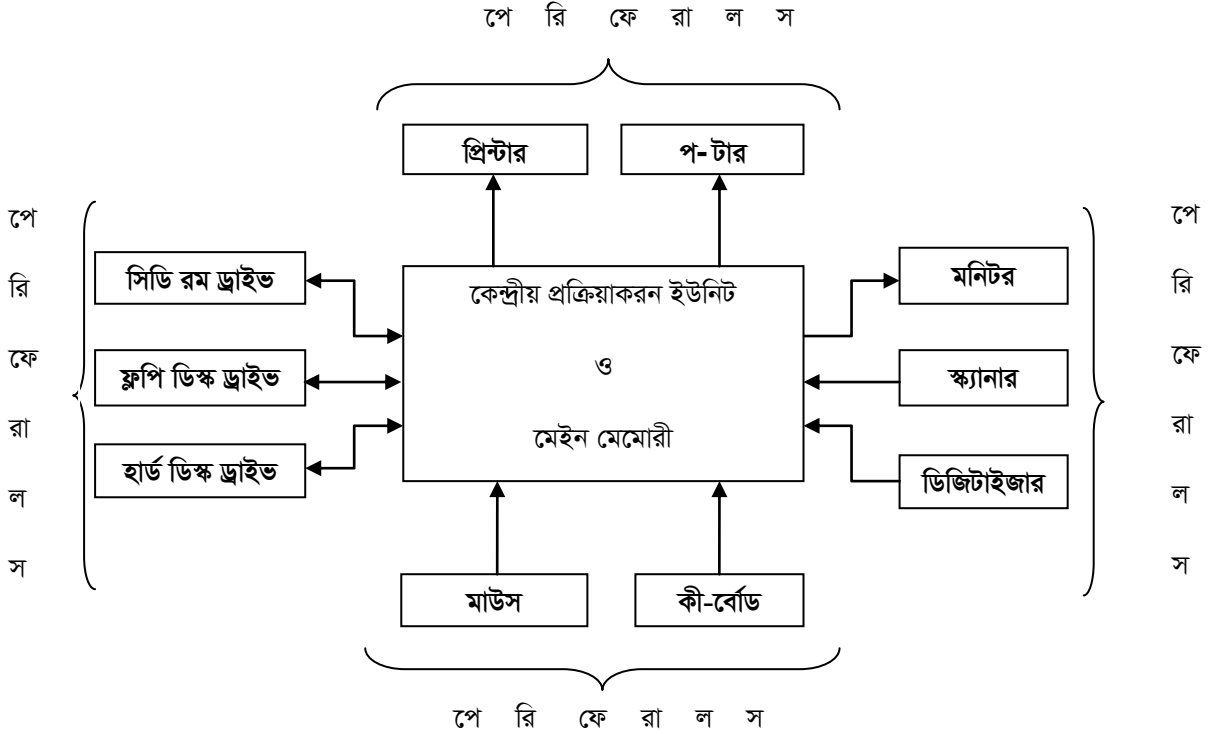 পে রি ফে রা ল স
প্রিন্টার
প-টার
পে রি ফে রা ল স
সিডি রম ড্রাইভ
ফ্লপি ডিস্ক ড্রাইভ
হার্ড ডিস্ক ড্রাইভ
কেন্দ্রীয় প্রক্রিয়াকরন ইউনিট
ও
মেইন মেমোরী
মনিটর
স্ক্যানার
ডিজিটাইজার
পে রি ফে রা ল স
মাউস
কী-র্বোড
পে রি ফে রা ল স